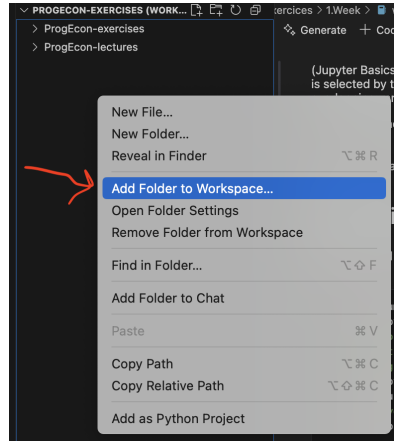 PROGECON-EXERCISES (WORK...
ercices > 1.Week >
ProgEcon-exercises
Generate + Coc
ProgEcon-lectures
(Jupyter Basics
is selected by t
New File...
New Folder...
Reveal in Finder ⌥⌘R
Add Folder to Workspace...
Open Folder Settings
Remove Folder from Workspace
Find in Folder... ⌥⇧F
Add Folder to Chat
Paste ⌘V
Copy Path ⌥⌘C
Copy Relative Path ⌥⇧⌘C
Add as Python Project